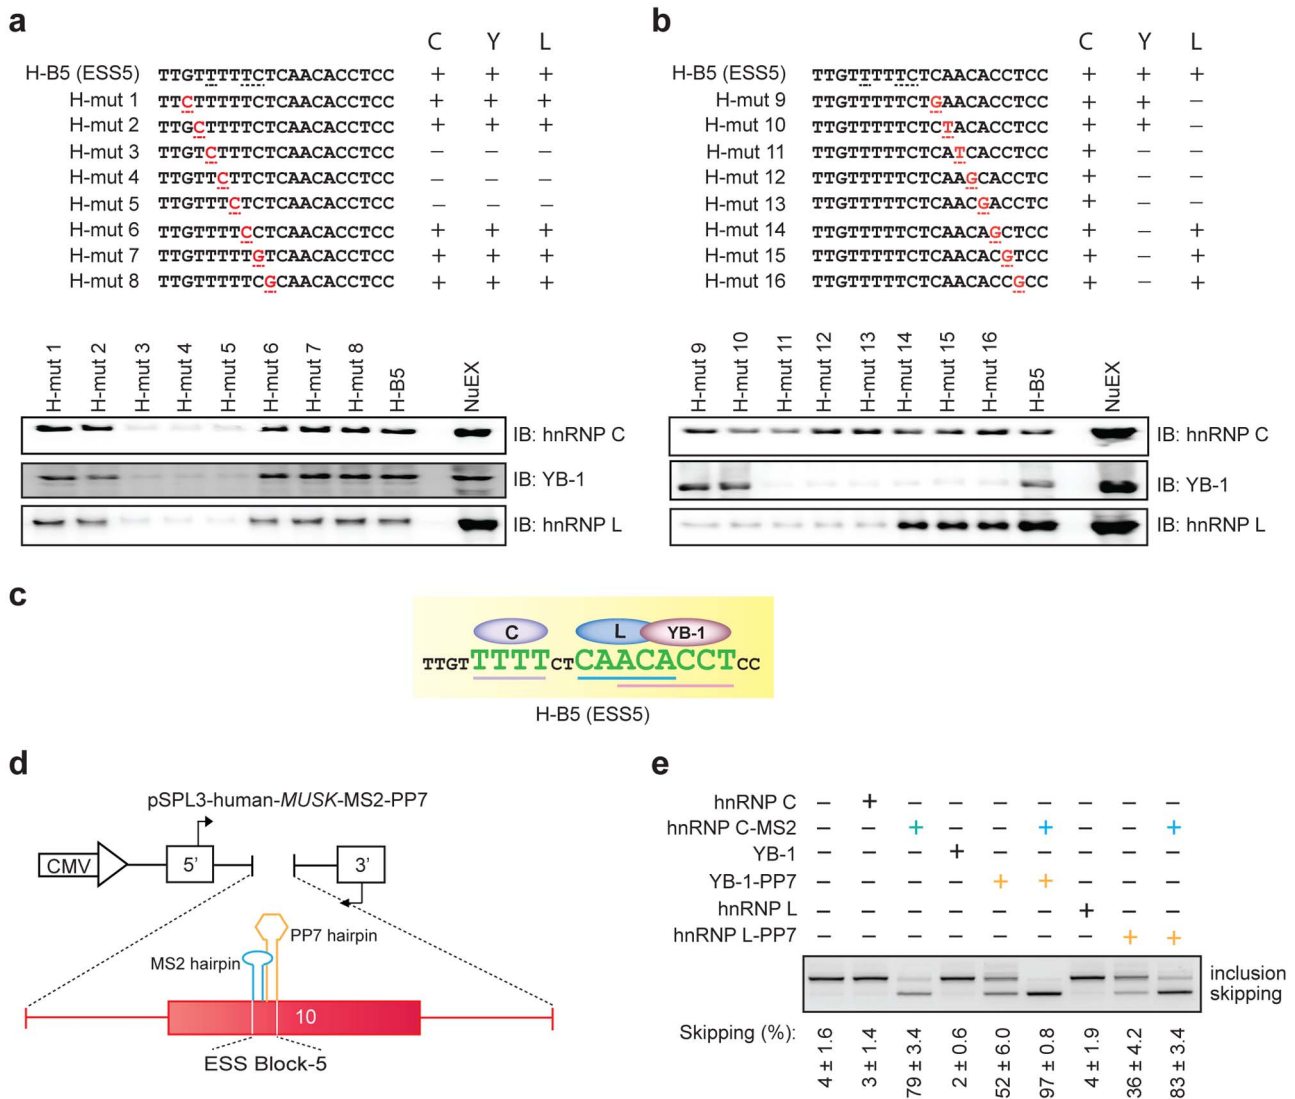 a
C Y L
H-B5 (ESS5) TTGTTTTTCTCAACACCTCC + + +
H-mut 1 TTCTTTTTCTCAACACCTCC + + +
H-mut 2 TTGCTTTTCTCAACACCTCC + + +
H-mut 3 TTGTCTTTCTCAACACCTCC – – –
H-mut 4 TTGTTCTTCTCAACACCTCC – – –
H-mut 5 TTGTTTCTCTCAACACCTCC – – –
H-mut 6 TTGTTTTCCTCAACACCTCC + + +
H-mut 7 TTGTTTTTGTCAACACCTCC + + +
H-mut 8 TTGTTTTTCGCAACACCTCC + + +
H-mut 1 H-mut 2 H-mut 3 H-mut 4 H-mut 5 H-mut 6 H-mut 7 H-mut 8 H-B5 NuEX
IB: hnRNP C
IB: YB-1
IB: hnRNP L
b
C Y L
H-B5 (ESS5) TTGTTTTTCTCAACACCTCC + + +
H-mut 9 TTGTTTTTCTGAACACCTCC + + –
H-mut 10 TTGTTTTTCTCTACACCTCC + + –
H-mut 11 TTGTTTTTCTCATCACCTCC + – –
H-mut 12 TTGTTTTTCTCAAGCACCTC + – –
H-mut 13 TTGTTTTTCTCAACGACCTC + – –
H-mut 14 TTGTTTTTCTCAACAGCTCC + – +
H-mut 15 TTGTTTTTCTCAACACGTCC + – +
H-mut 16 TTGTTTTTCTCAACACCGCC + – +
H-mut 9 H-mut 10 H-mut 11 H-mut 12 H-mut 13 H-mut 14 H-mut 15 H-mut 16 H-B5 NuEX
IB: hnRNP C
IB: YB-1
IB: hnRNP L
c
C L YB-1
TTGTTTTTCTCAACACCTCC
H-B5 (ESS5)
d
pSPL3-human-MUSK-MS2-PP7
CMV 5' 3'
PP7 hairpin
MS2 hairpin
10
ESS Block-5
e
hnRNP C – + – – – – – – –
hnRNP C-MS2 – – + – – + – – +
YB-1 – – – + – – – – –
YB-1-PP7 – – – – + + – – –
hnRNP L – – – – – – + – –
hnRNP L-PP7 – – – – – – – + +
inclusion
skipping
Skipping (%): 4 ± 1.6 3 ± 1.4 79 ± 3.4 2 ± 0.6 52 ± 6.0 97 ± 0.8 4 ± 1.9 36 ± 4.2 83 ± 3.4